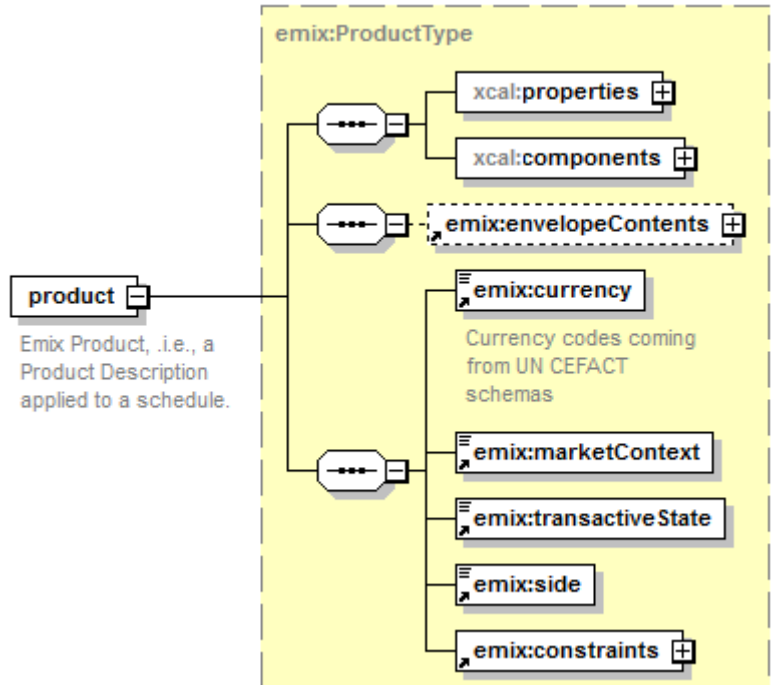 emix:ProductType
xcal:properties
xcal:components
emix:envelopeContents
product
Emix Product, .i.e., a
Product Description
applied to a schedule.
emix:currency
Currency codes coming
from UN CEFACT
schemas
emix:marketContext
emix:transactiveState
emix:side
emix:constraints